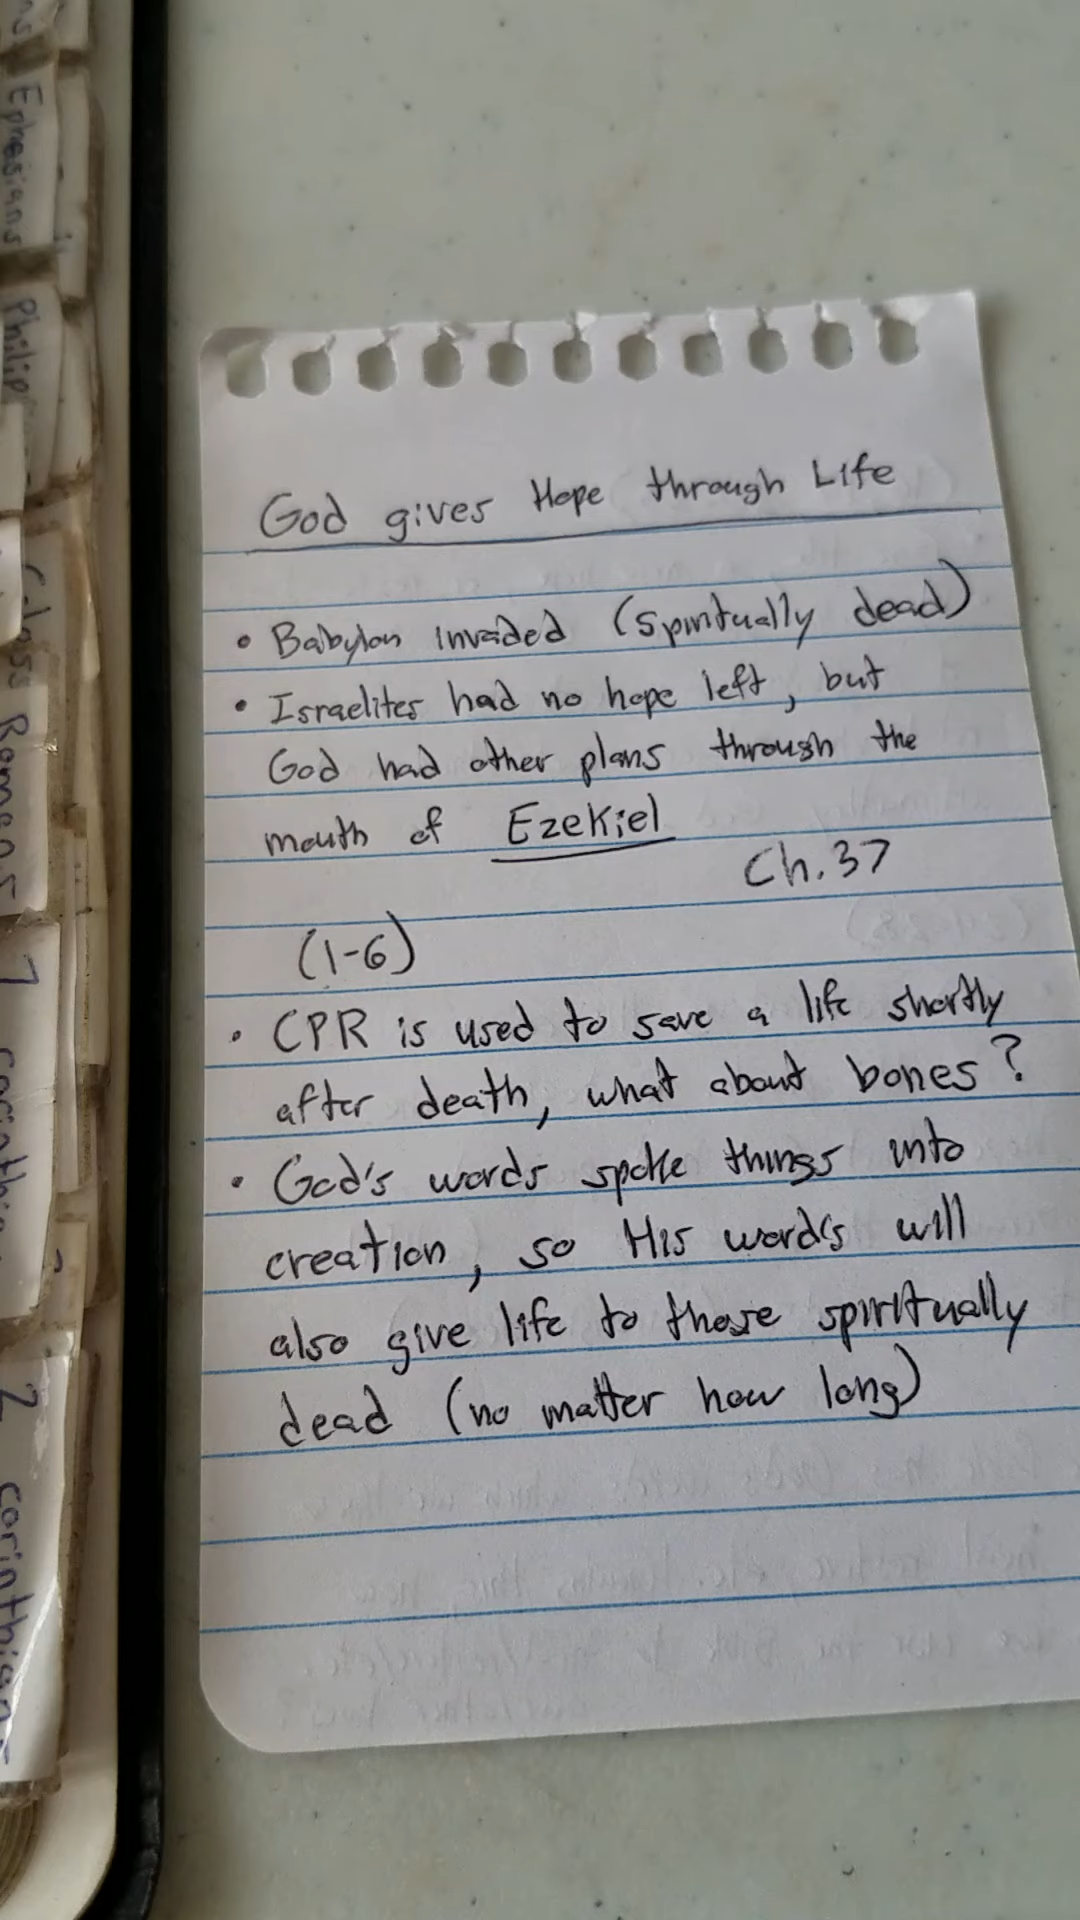 God gives Hope through Life
• Babylon invaded (Spiritually dead)
• Israelites had no hope left, but
God had other plans through the
mouth of Ezekiel
Ch. 37
(1-6)
• CPR is used to save a life shortly
after death, what about bones?
• God's words spoke things into
creation, so His words will
also give life to those spiritually
dead (no matter how long)
Ephesians
Philip
Romans
1 corinthians
2 corinthians